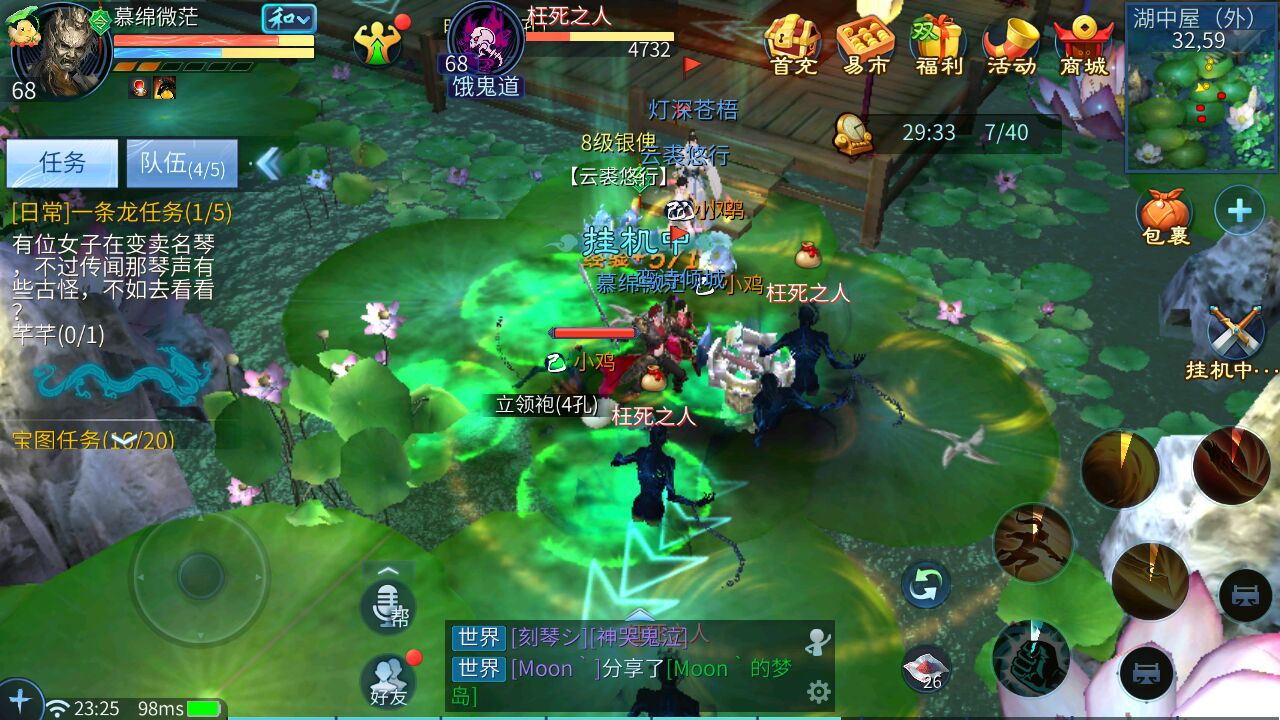 慕绵微茫
和
68
任务
队伍(4/5)
[日常]一条龙任务(1/5)
有位女子在变卖名琴
，不过传闻那琴声有
些古怪，不如去看看
？
芊芊(0/1)
宝图任务(16/20)
枉死之人
4732
68
饿鬼道
首充
易市
双
福利
活动
商城
湖中屋（外）
32,59
29:33
7/40
包裹
挂机中···
灯深苍梧
8级银傀
云裘悠行
【云裘悠行】
小鸡
挂机中
小鸡
枉死之人
小鸡
立领袍(4孔)
枉死之人
帮
好友
世界 [刻琴シ][神哭鬼泣]
世界 [Moon｀]分享了[Moon｀的梦
岛]
26
23:25
98ms